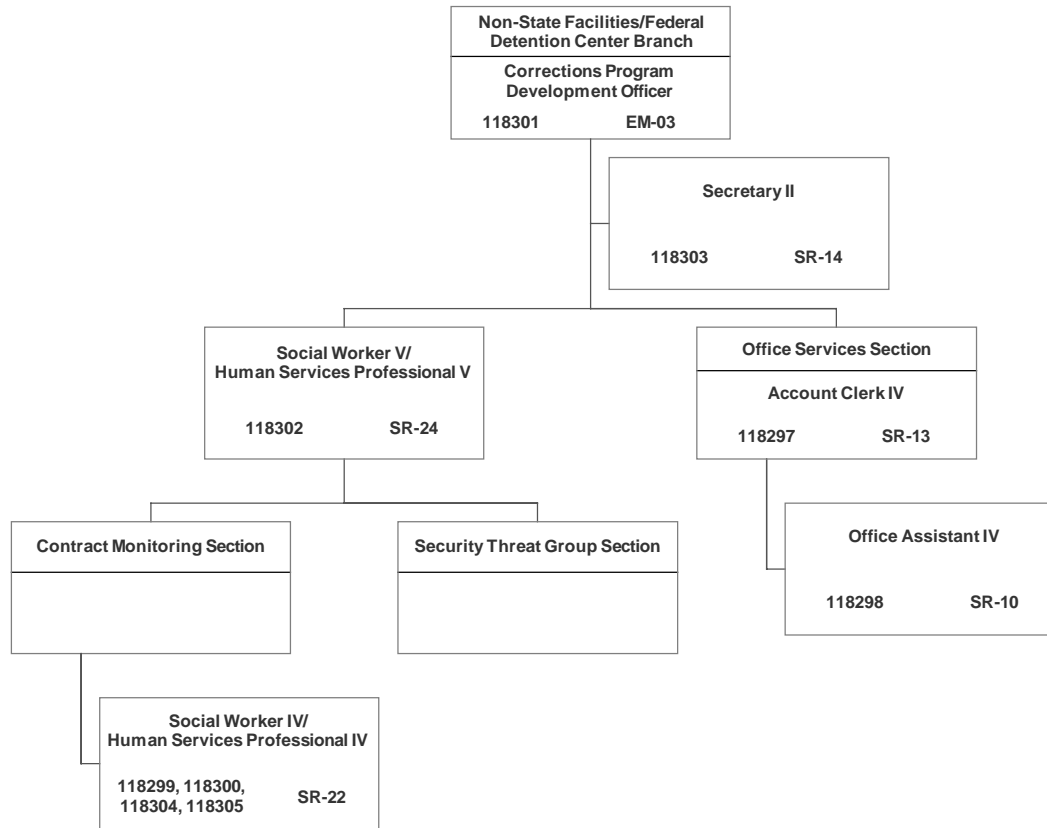 Non-State Facilities/Federal
Detention Center Branch
Corrections Program
Development Officer
118301 EM-03
Secretary II
118303 SR-14
Social Worker V/
Human Services Professional V
118302 SR-24
Office Services Section
Account Clerk IV
118297 SR-13
Contract Monitoring Section
Security Threat Group Section
Office Assistant IV
118298 SR-10
Social Worker IV/
Human Services Professional IV
118299, 118300,
118304, 118305
SR-22